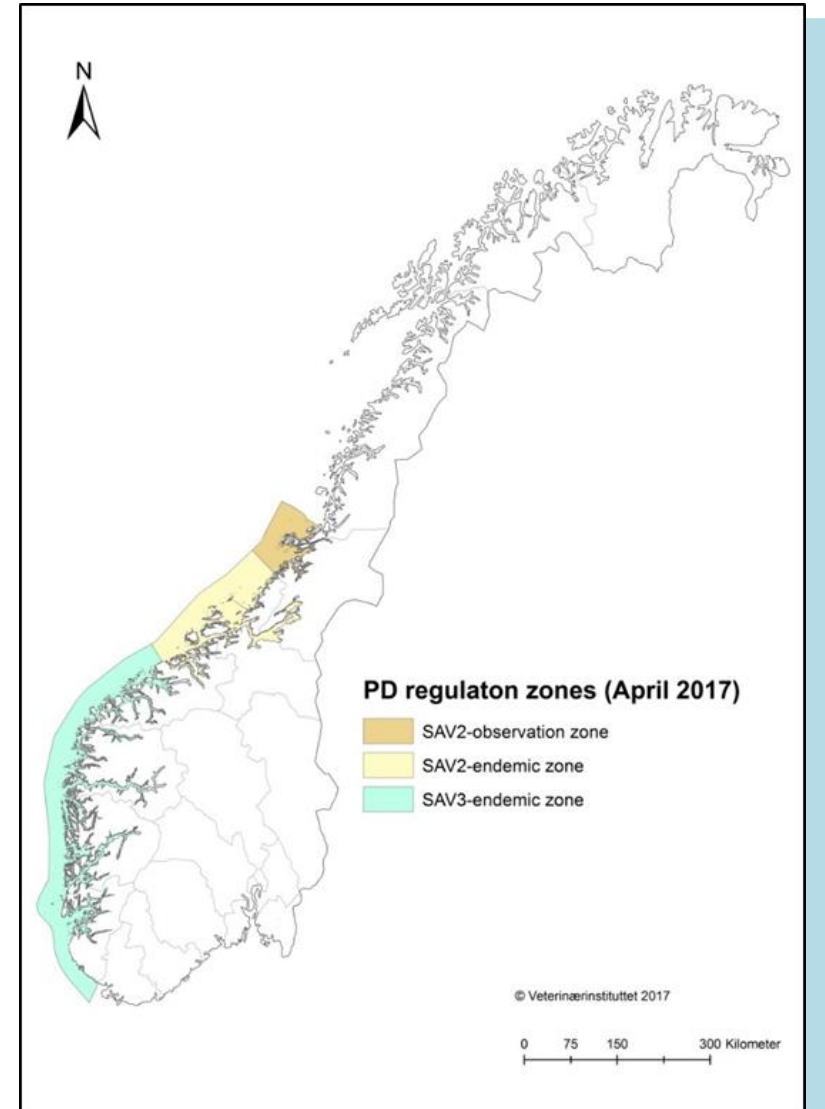 N
PD regulaton zones (April 2017)
SAV2-observation zone
SAV2-endemic zone
SAV3-endemic zone
© Veterinærinstituttet 2017
0 75 150 300 Kilometer